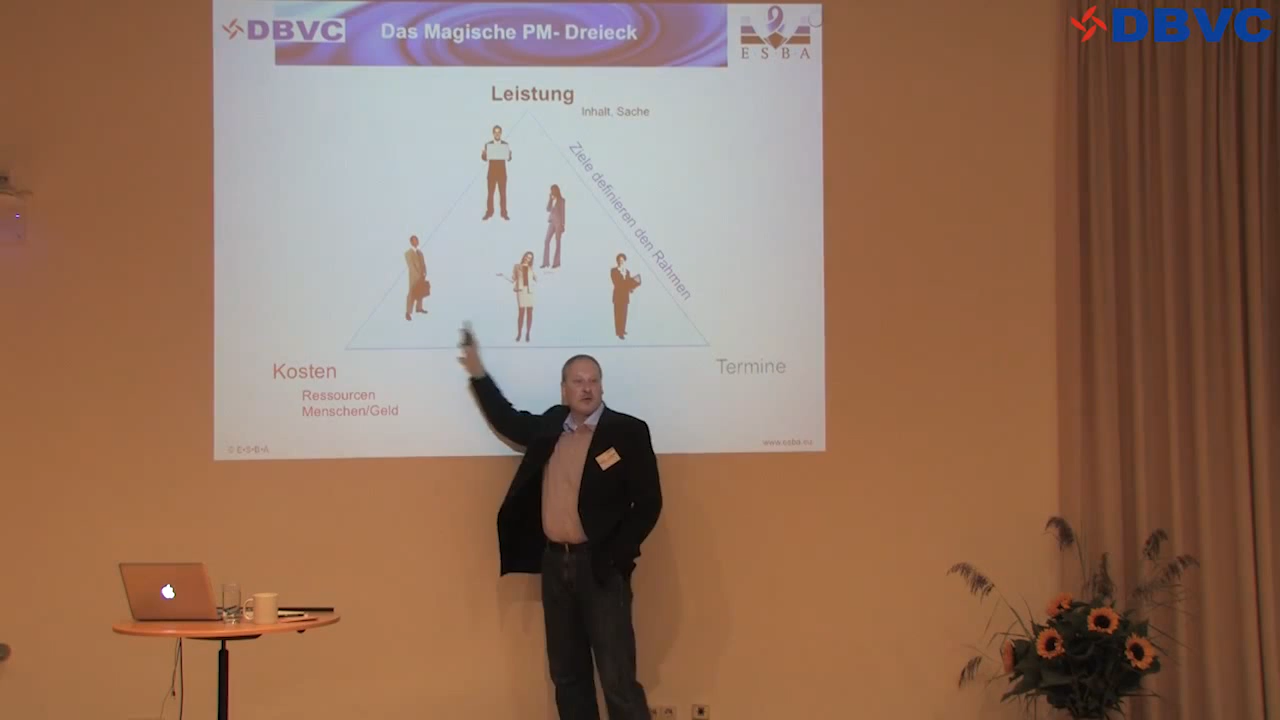 DBVC
Das Magische PM- Dreieck
E S B A
DBVC
Leistung
Inhalt, Sache
Ziele definieren den Rahmen
Kosten
Termine
Ressourcen
Menschen/Geld
© E•S•B•A
www.esba.eu